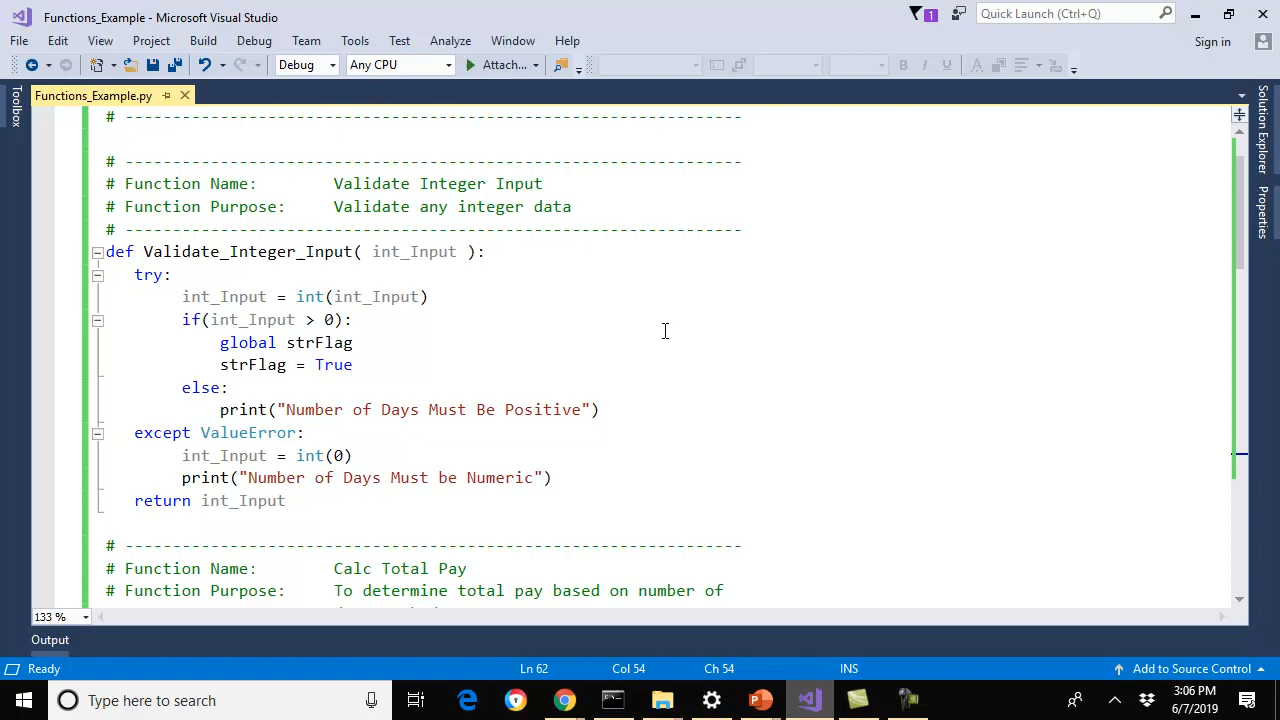 Functions_Example - Microsoft Visual Studio
1
Quick Launch (Ctrl+Q)
File Edit View Project Build Debug Team Tools Test Analyze Window Help
Sign in
Debug Any CPU Attach...
Toolbox
Functions_Example.py
Solution Explorer
Properties
# -----------------------------------------------------------------
# -----------------------------------------------------------------
# Function Name: Validate Integer Input
# Function Purpose: Validate any integer data
# -----------------------------------------------------------------
def Validate_Integer_Input( int_Input ):
try:
int_Input = int(int_Input)
if(int_Input > 0):
global strFlag
strFlag = True
else:
print("Number of Days Must Be Positive")
except ValueError:
int_Input = int(0)
print("Number of Days Must be Numeric")
return int_Input
# -----------------------------------------------------------------
# Function Name: Calc Total Pay
# Function Purpose: To determine total pay based on number of
133 %
Output
Ready Ln 62 Col 54 Ch 54 INS Add to Source Control
Type here to search
3:06 PM
6/7/2019